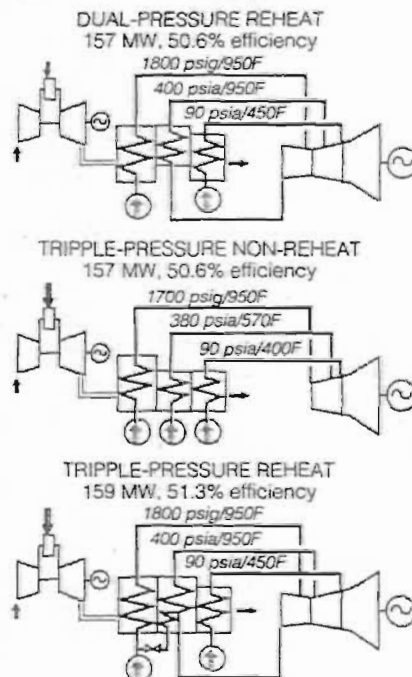 DUAL-PRESSURE REHEAT
157 MW, 50.6% efficiency
1800 psig/950F
400 psia/950F
90 psia/450F
TRIPPLE-PRESSURE NON-REHEAT
157 MW, 50.6% efficiency
1700 psig/950F
380 psia/570F
90 psia/400F
TRIPPLE-PRESSURE REHEAT
159 MW, 51.3% efficiency
1800 psig/950F
400 psia/950F
90 psia/450F